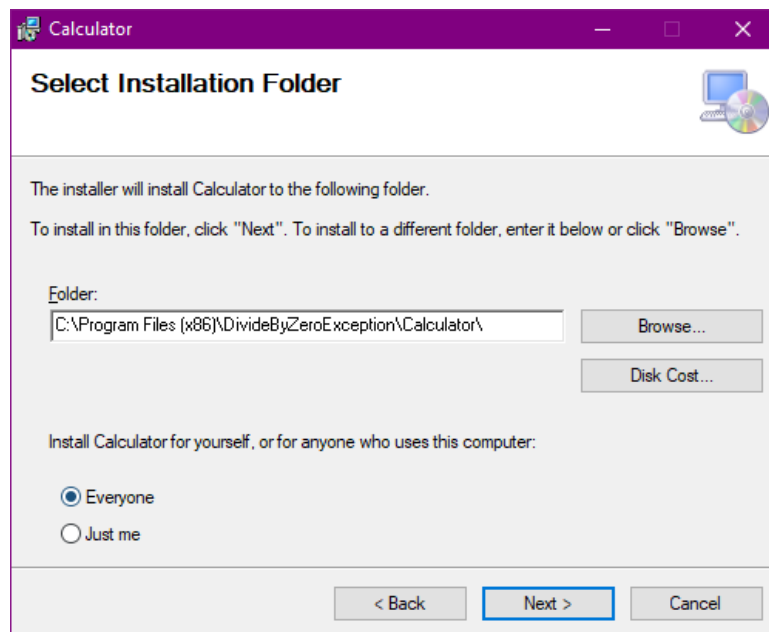 Calculator
Select Installation Folder
The installer will install Calculator to the following folder.
To install in this folder, click "Next". To install to a different folder, enter it below or click "Browse".
Folder:
C:\Program Files (x86)\DivideByZeroException\Calculator\
Browse...
Disk Cost...
Install Calculator for yourself, or for anyone who uses this computer:
Everyone
Just me
< Back
Next >
Cancel